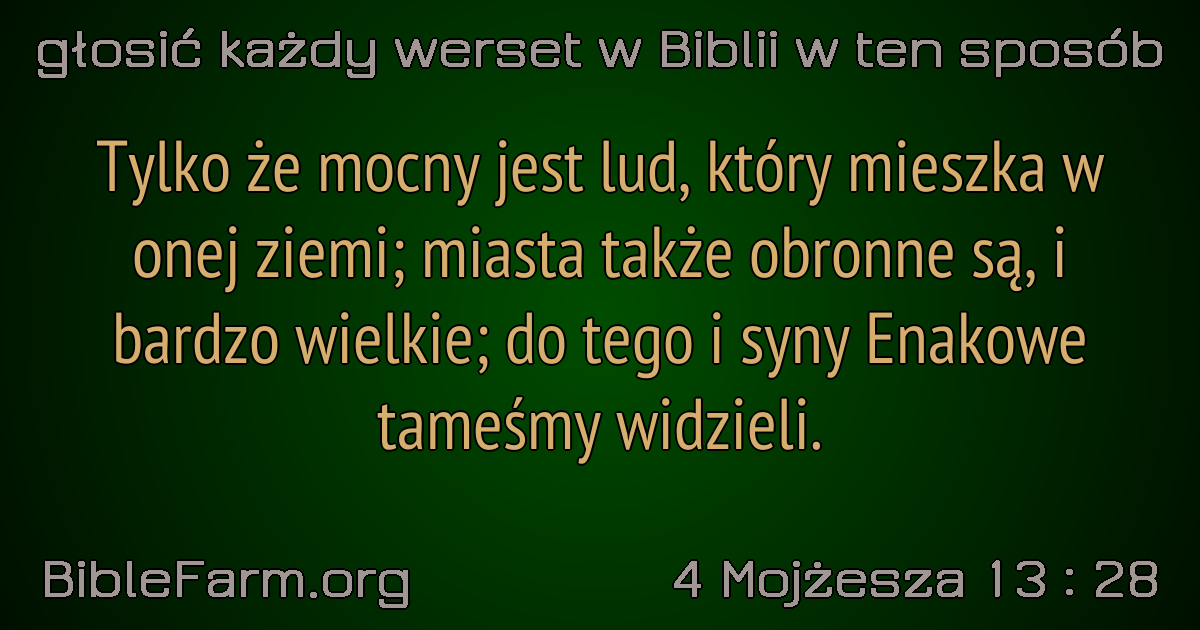 głosić każdy werset w Biblii w ten sposób
Tylko że mocny jest lud, który mieszka w
onej ziemi; miasta także obronne są, i
bardzo wielkie; do tego i syny Enakowe
tameśmy widzieli.
BibleFarm.org
4 Mojżesza 13 : 28